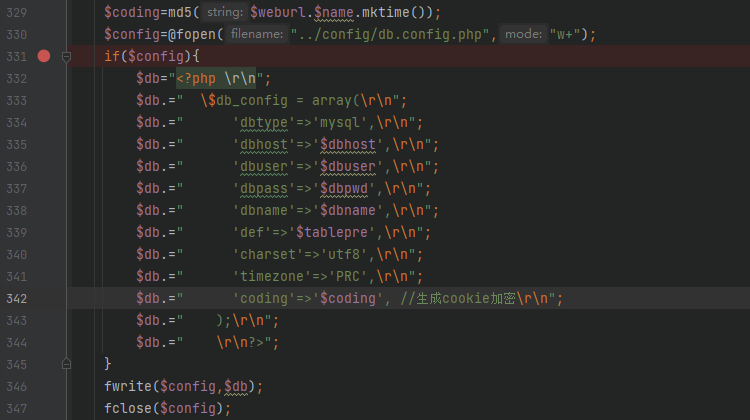 329 $coding=md5( string: $weburl.$name.mktime());
330 $config=@fopen( filename: "../config/db.config.php", mode: "w+");
331 if($config){
332 $db="<?php \r\n";
333 $db.="  \$db_config = array(\r\n";
334 $db.="      'dbtype'=>'mysql',\r\n";
335 $db.="      'dbhost'=>'$dbhost',\r\n";
336 $db.="      'dbuser'=>'$dbuser',\r\n";
337 $db.="      'dbpass'=>'$dbpwd',\r\n";
338 $db.="      'dbname'=>'$dbname',\r\n";
339 $db.="      'def'=>'$tablepre',\r\n";
340 $db.="      'charset'=>'utf8',\r\n";
341 $db.="      'timezone'=>'PRC',\r\n";
342 $db.="      'coding'=>'$coding', //生成cookie加密\r\n";
343 $db.="    );\r\n";
344 $db.="    \r\n?>";
345 }
346 fwrite($config,$db);
347 fclose($config);